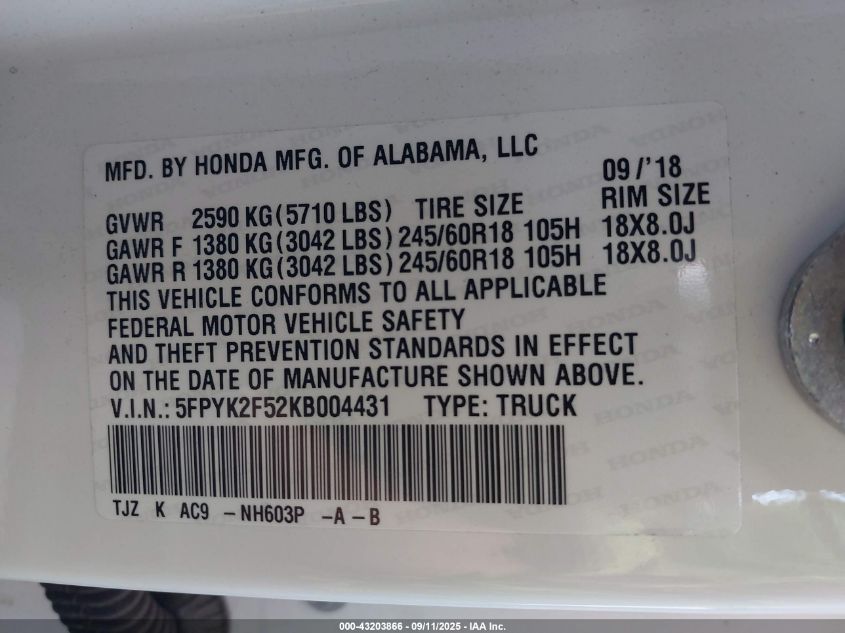 MFD. BY HONDA MFG. OF ALABAMA, LLC 09/'18
GVWR 2590 KG(5710 LBS) TIRE SIZE RIM SIZE
GAWR F 1380 KG(3042 LBS) 245/60R18 105H 18X8.0J
GAWR R 1380 KG(3042 LBS) 245/60R18 105H 18X8.0J
THIS VEHICLE CONFORMS TO ALL APPLICABLE
FEDERAL MOTOR VEHICLE SAFETY
AND THEFT PREVENTION STANDARDS IN EFFECT
ON THE DATE OF MANUFACTURE SHOWN ABOVE.
V.I.N.: 5FPYK2F52KB004431 TYPE: TRUCK
TJZ K AC9 -NH603P -A-B
000-43203866 - 09/11/2025 - IAA Inc.